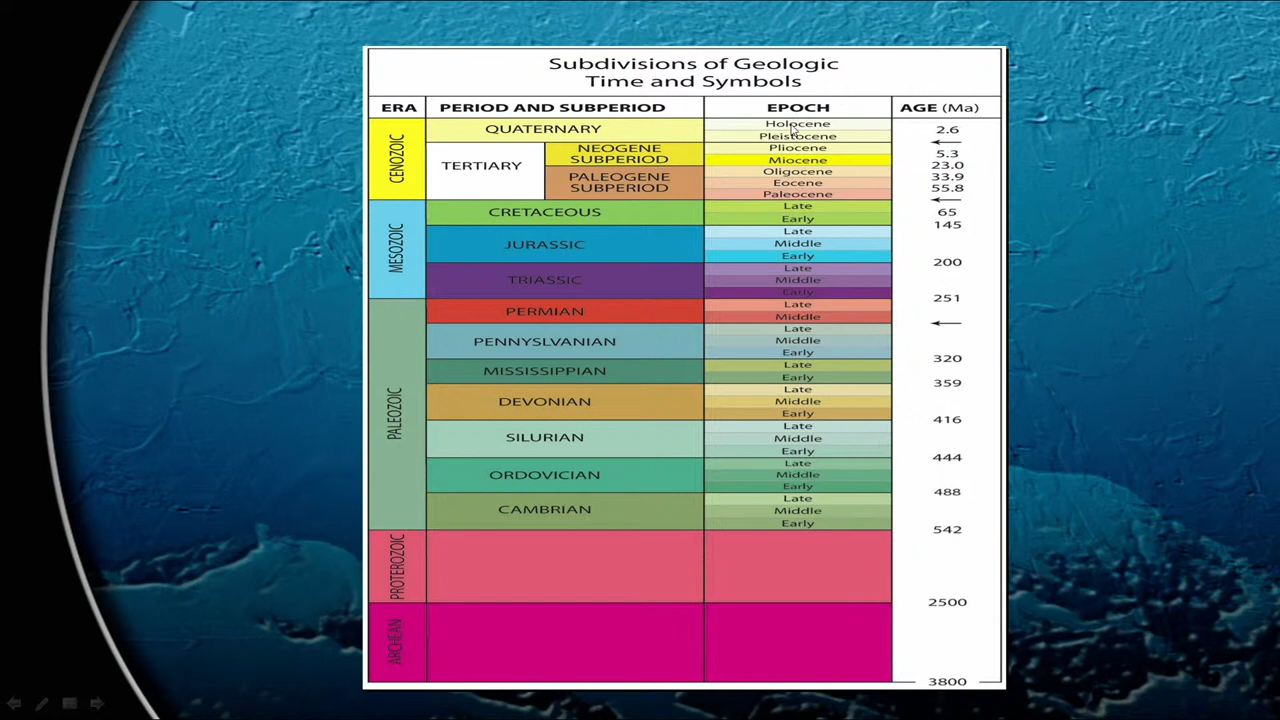 Subdivisions of Geologic
Time and Symbols
ERA PERIOD AND SUBPERIOD EPOCH AGE (Ma)
CENOZOIC
QUATERNARY
Holocene
Pleistocene
2.6
TERTIARY
NEOGENE
SUBPERIOD
Pliocene
5.3
Miocene
23.0
PALEOGENE
SUBPERIOD
Oligocene
33.9
Eocene
55.8
Paleocene
65
MESOZOIC
CRETACEOUS
Late
Early
145
JURASSIC
Late
Middle
Early
200
TRIASSIC
Late
Middle
Early
251
PALEOZOIC
PERMIAN
Late
Middle
PENNYSLVANIAN
Late
Middle
Early
320
MISSISSIPPIAN
Late
Early
359
DEVONIAN
Late
Middle
Early
416
SILURIAN
Late
Middle
Early
444
ORDOVICIAN
Late
Middle
Early
488
CAMBRIAN
Late
Middle
Early
542
PROTEROZOIC
2500
ARCHEAN
3800